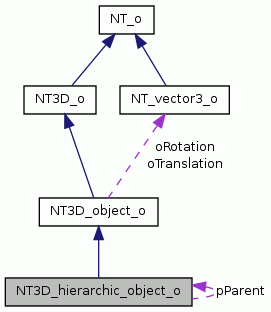 NT_o
NT3D_o
NT_vector3_o
oRotation
oTranslation
NT3D_object_o
NT3D_hierarchic_object_o
pParent